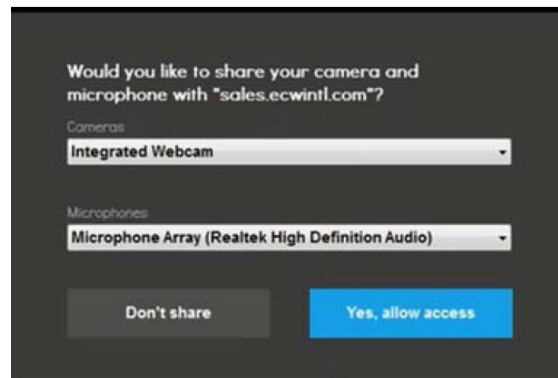 Would you like to share your camera and
microphone with "sales.ecwintl.com"?
Cameras
Integrated Webcam
Microphones
Microphone Array (Realtek High Definition Audio)
Don't share
Yes, allow access